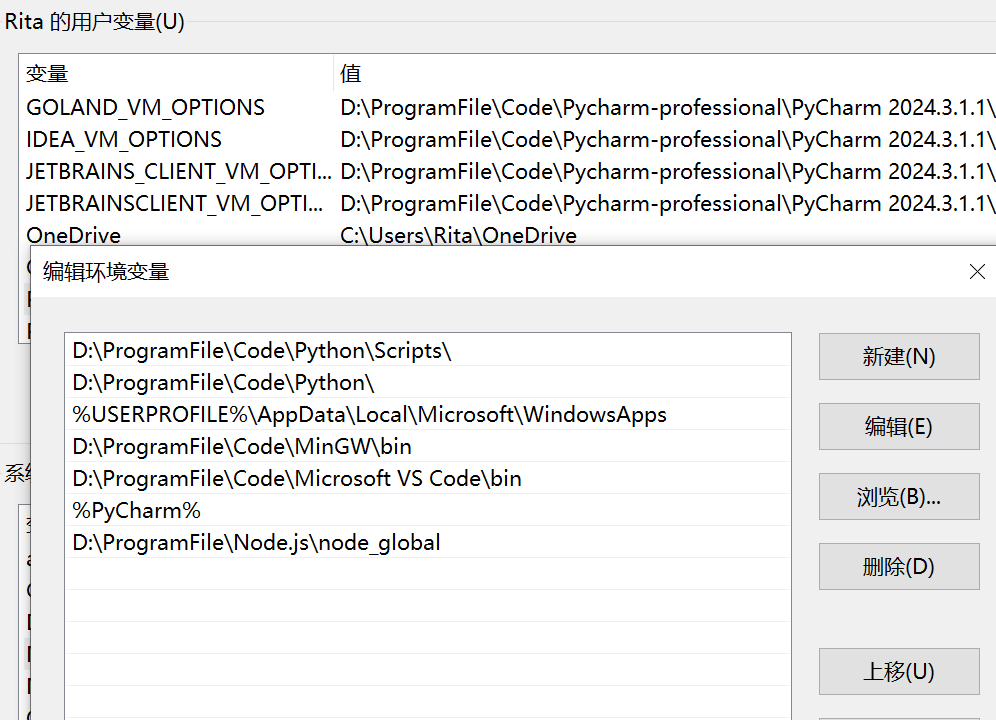 Rita 的用户变量(U)
变量 值
GOLAND_VM_OPTIONS D:\ProgramFile\Code\Pycharm-professional\PyCharm 2024.3.1.1\
IDEA_VM_OPTIONS D:\ProgramFile\Code\Pycharm-professional\PyCharm 2024.3.1.1\
JETBRAINS_CLIENT_VM_OPTI... D:\ProgramFile\Code\Pycharm-professional\PyCharm 2024.3.1.1\
JETBRAINSCLIENT_VM_OPTI... D:\ProgramFile\Code\Pycharm-professional\PyCharm 2024.3.1.1\
OneDrive C:\Users\Rita\OneDrive
编辑环境变量
D:\ProgramFile\Code\Python\Scripts\
新建(N)
D:\ProgramFile\Code\Python\
%USERPROFILE%\AppData\Local\Microsoft\WindowsApps
编辑(E)
D:\ProgramFile\Code\MinGW\bin
D:\ProgramFile\Code\Microsoft VS Code\bin
浏览(B)...
%PyCharm%
D:\ProgramFile\Node.js\node_global
删除(D)
上移(U)